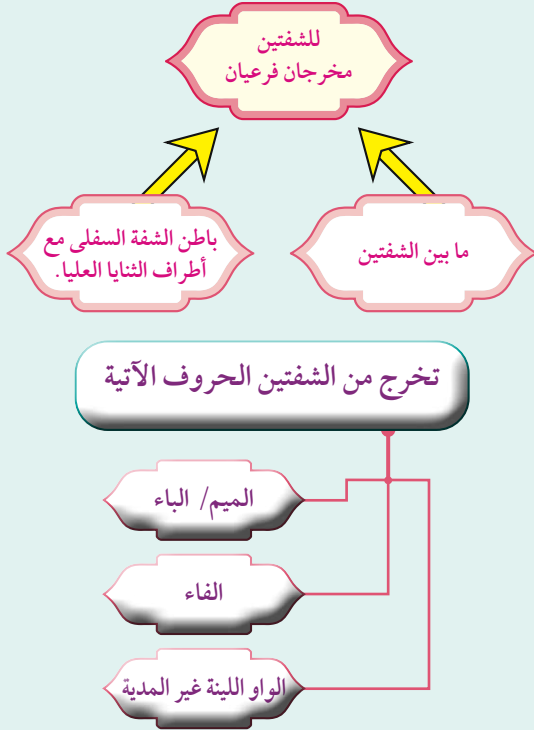 للشفتين
مخرجان فرعيان
ما بين الشفتين
باطن الشفة السفلى مع
أطراف الثنايا العليا.
تخرج من الشفتين الحروف الآتية
الميم/ الباء
الفاء
الواو اللينة غير المدية